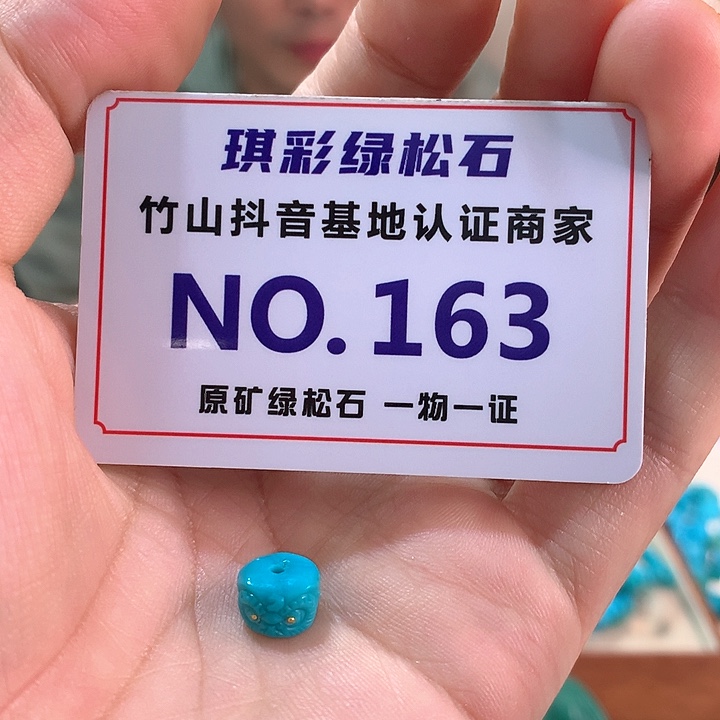 琪彩绿松石
竹山抖音基地认证商家
NO.163
原矿绿松石 一物一证